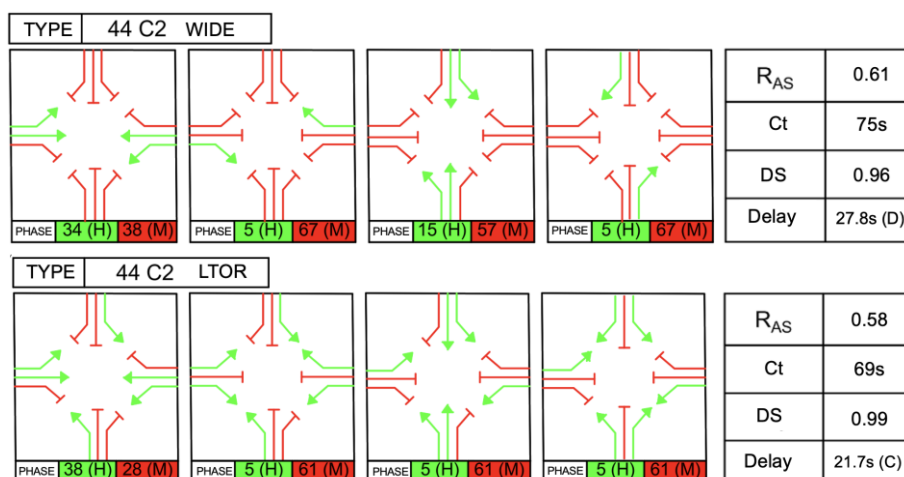 TYPE 44 C2 WIDE
PHASE 34 (H) 38 (M) PHASE 5 (H) 67 (M) PHASE 15 (H) 57 (M) PHASE 5 (H) 67 (M)
RAS 0.61
Ct 75s
DS 0.96
Delay 27.8s (D)
TYPE 44 C2 LTOR
PHASE 38 (H) 28 (M) PHASE 5 (H) 61 (M) PHASE 5 (H) 61 (M) PHASE 5 (H) 61 (M)
RAS 0.58
Ct 69s
DS 0.99
Delay 21.7s (C)